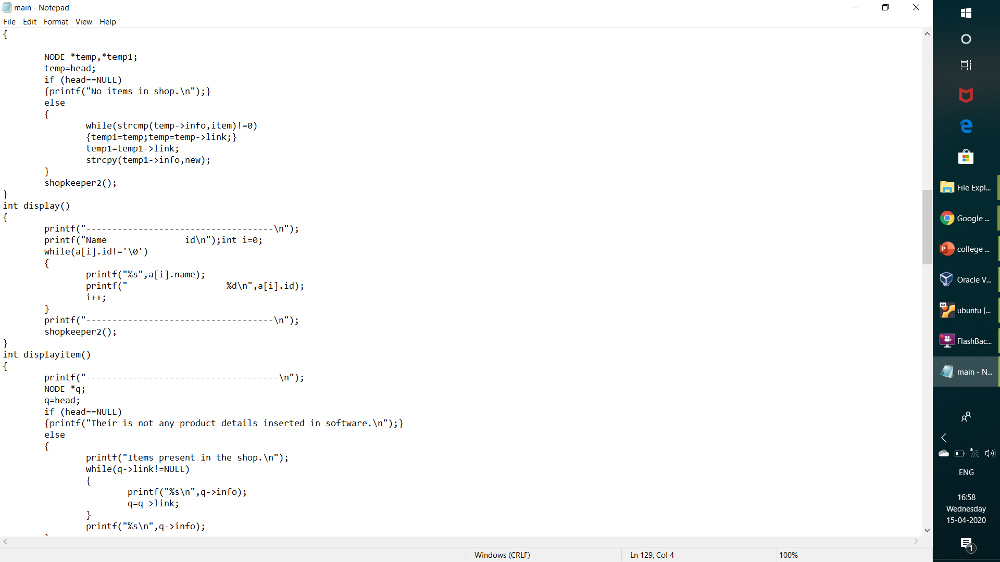 main - Notepad
File Edit Format View Help
{
NODE *temp,*temp1;
temp=head;
if (head==NULL)
{printf("No items in shop.\n");}
else
{
while(strcmp(temp->info,item)!=0)
{temp1=temp;temp=temp->link;}
temp1=temp1->link;
strcpy(temp1->info,new);
}
shopkeeper2();
}
int display()
{
printf("------------------------------------\n");
printf("Name               id\n");int i=0;
while(a[i].id!='\0')
{
printf("%s",a[i].name);
printf("                   %d\n",a[i].id);
i++;
}
printf("------------------------------------\n");
shopkeeper2();
}
int displayitem()
{
printf("-------------------------------------\n");
NODE *q;
q=head;
if (head==NULL)
{printf("Their is not any product details inserted in software.\n");}
else
{
printf("Items present in the shop.\n");
while(q->link!=NULL)
{
printf("%s\n",q->info);
q=q->link;
}
printf("%s\n",q->info);
Windows (CRLF)
Ln 129, Col 4
100%
File Expl...
Google ...
college ...
Oracle V...
64
ubuntu [...
FlashBac...
main - N...
ENG
16:58
Wednesday
15-04-2020
1